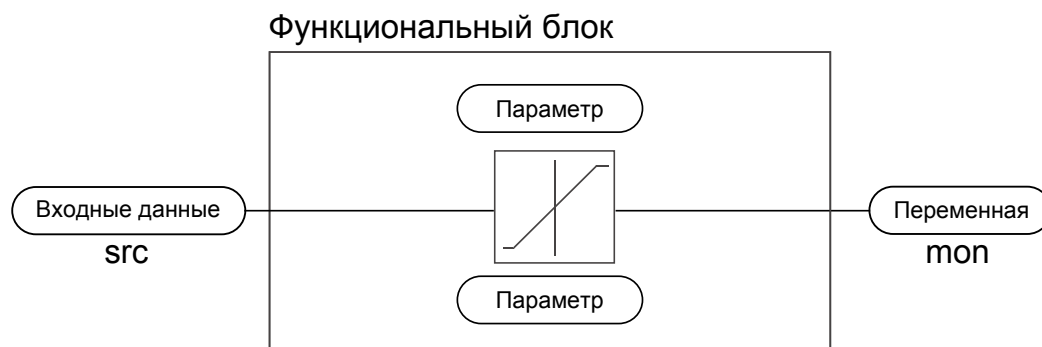 Функциональный блок
Параметр
Входные данные
src
Переменная
mon
Параметр